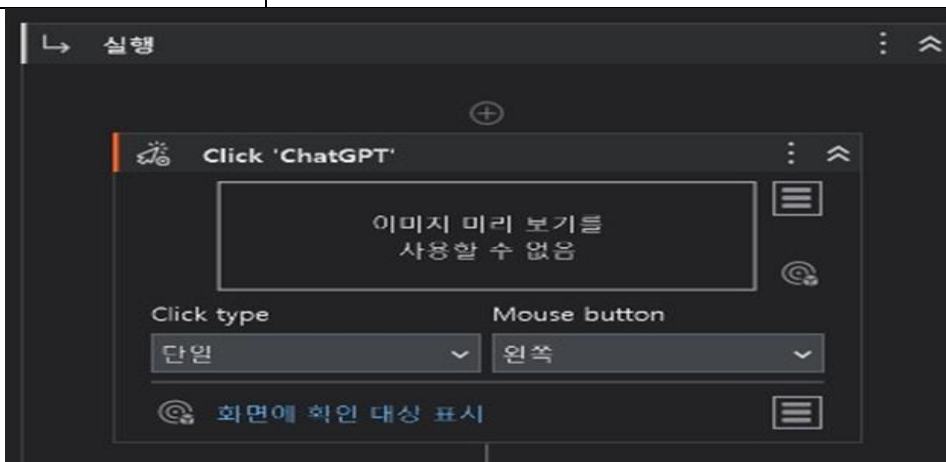 실행
Click 'ChatGPT'
이미지 미리 보기를
사용할 수 없음
Click type
Mouse button
단일
왼쪽
화면에 확인 대상 표시